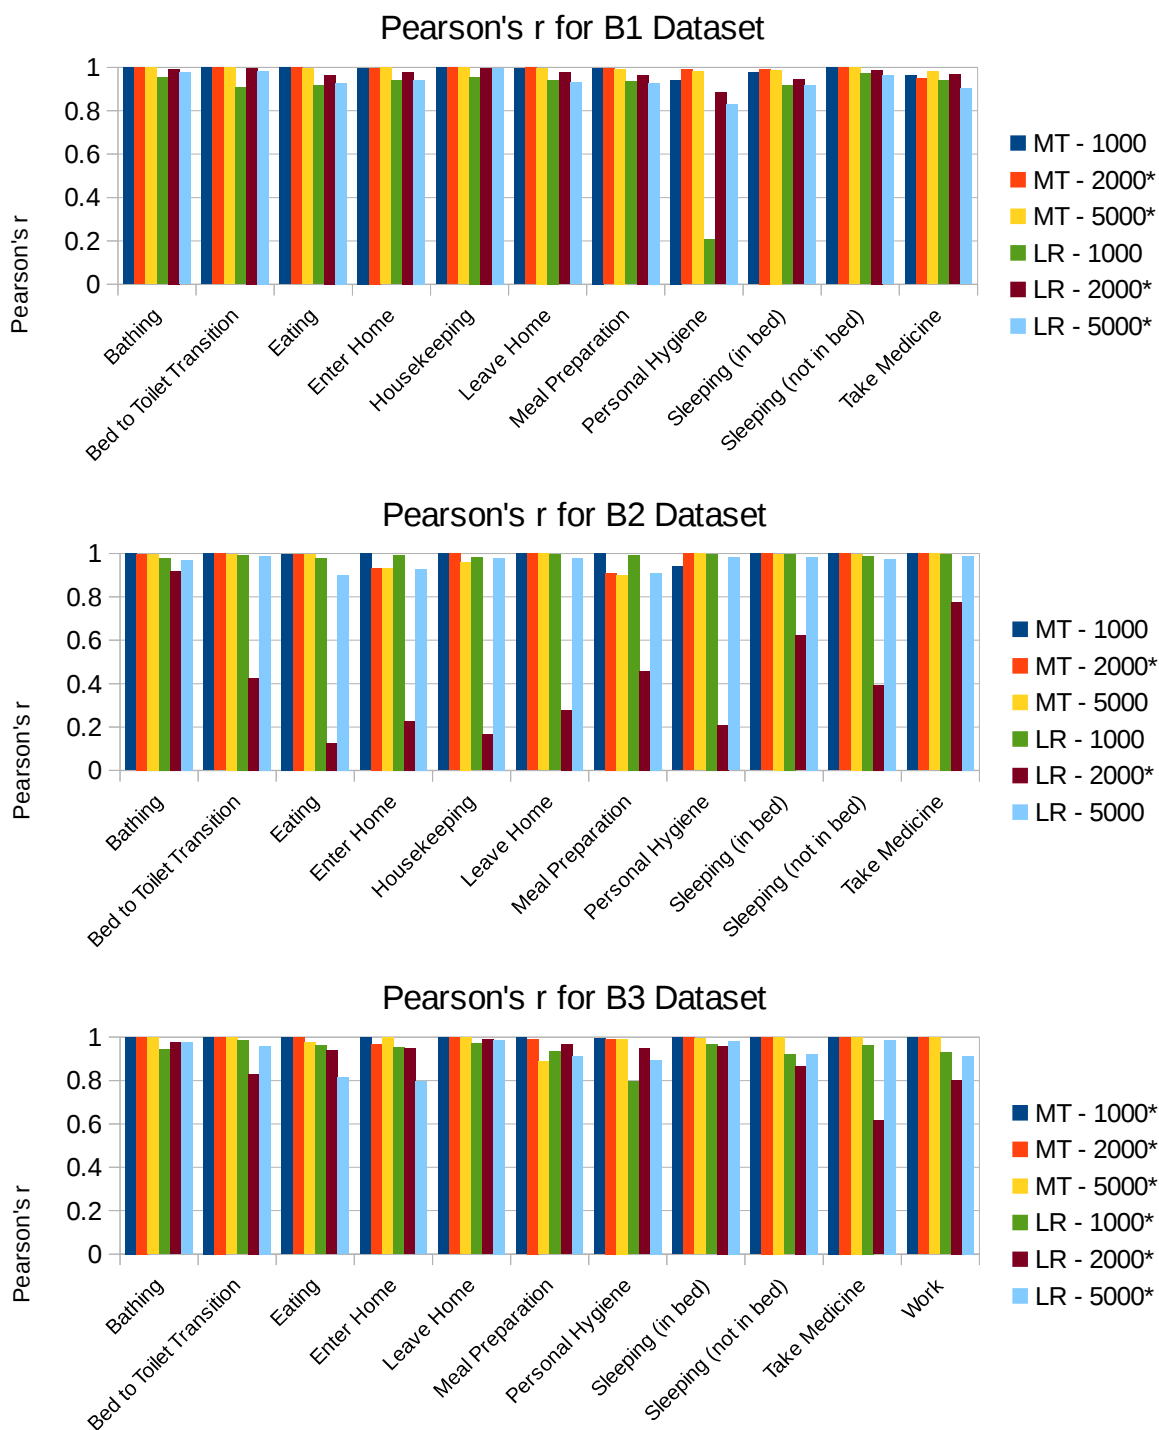 Pearson's r for B1 Dataset
Pearson's r
1
0.8
0.6
0.4
0.2
0
Bathing
Bed to Toilet Transition
Eating
Enter Home
Housekeeping
Leave Home
Meal Preparation
Personal Hygiene
Sleeping (in bed)
Sleeping (not in bed)
Take Medicine
MT - 1000
MT - 2000*
MT - 5000*
LR - 1000
LR - 2000*
LR - 5000*
Pearson's r for B2 Dataset
Pearson's r
1
0.8
0.6
0.4
0.2
0
Bathing
Bed to Toilet Transition
Eating
Enter Home
Housekeeping
Leave Home
Meal Preparation
Personal Hygiene
Sleeping (in bed)
Sleeping (not in bed)
Take Medicine
MT - 1000
MT - 2000*
MT - 5000
LR - 1000
LR - 2000*
LR - 5000
Pearson's r for B3 Dataset
Pearson's r
1
0.8
0.6
0.4
0.2
0
Bathing
Bed to Toilet Transition
Eating
Enter Home
Leave Home
Meal Preparation
Personal Hygiene
Sleeping (in bed)
Sleeping (not in bed)
Take Medicine
Work
MT - 1000*
MT - 2000*
MT - 5000*
LR - 1000*
LR - 2000*
LR - 5000*